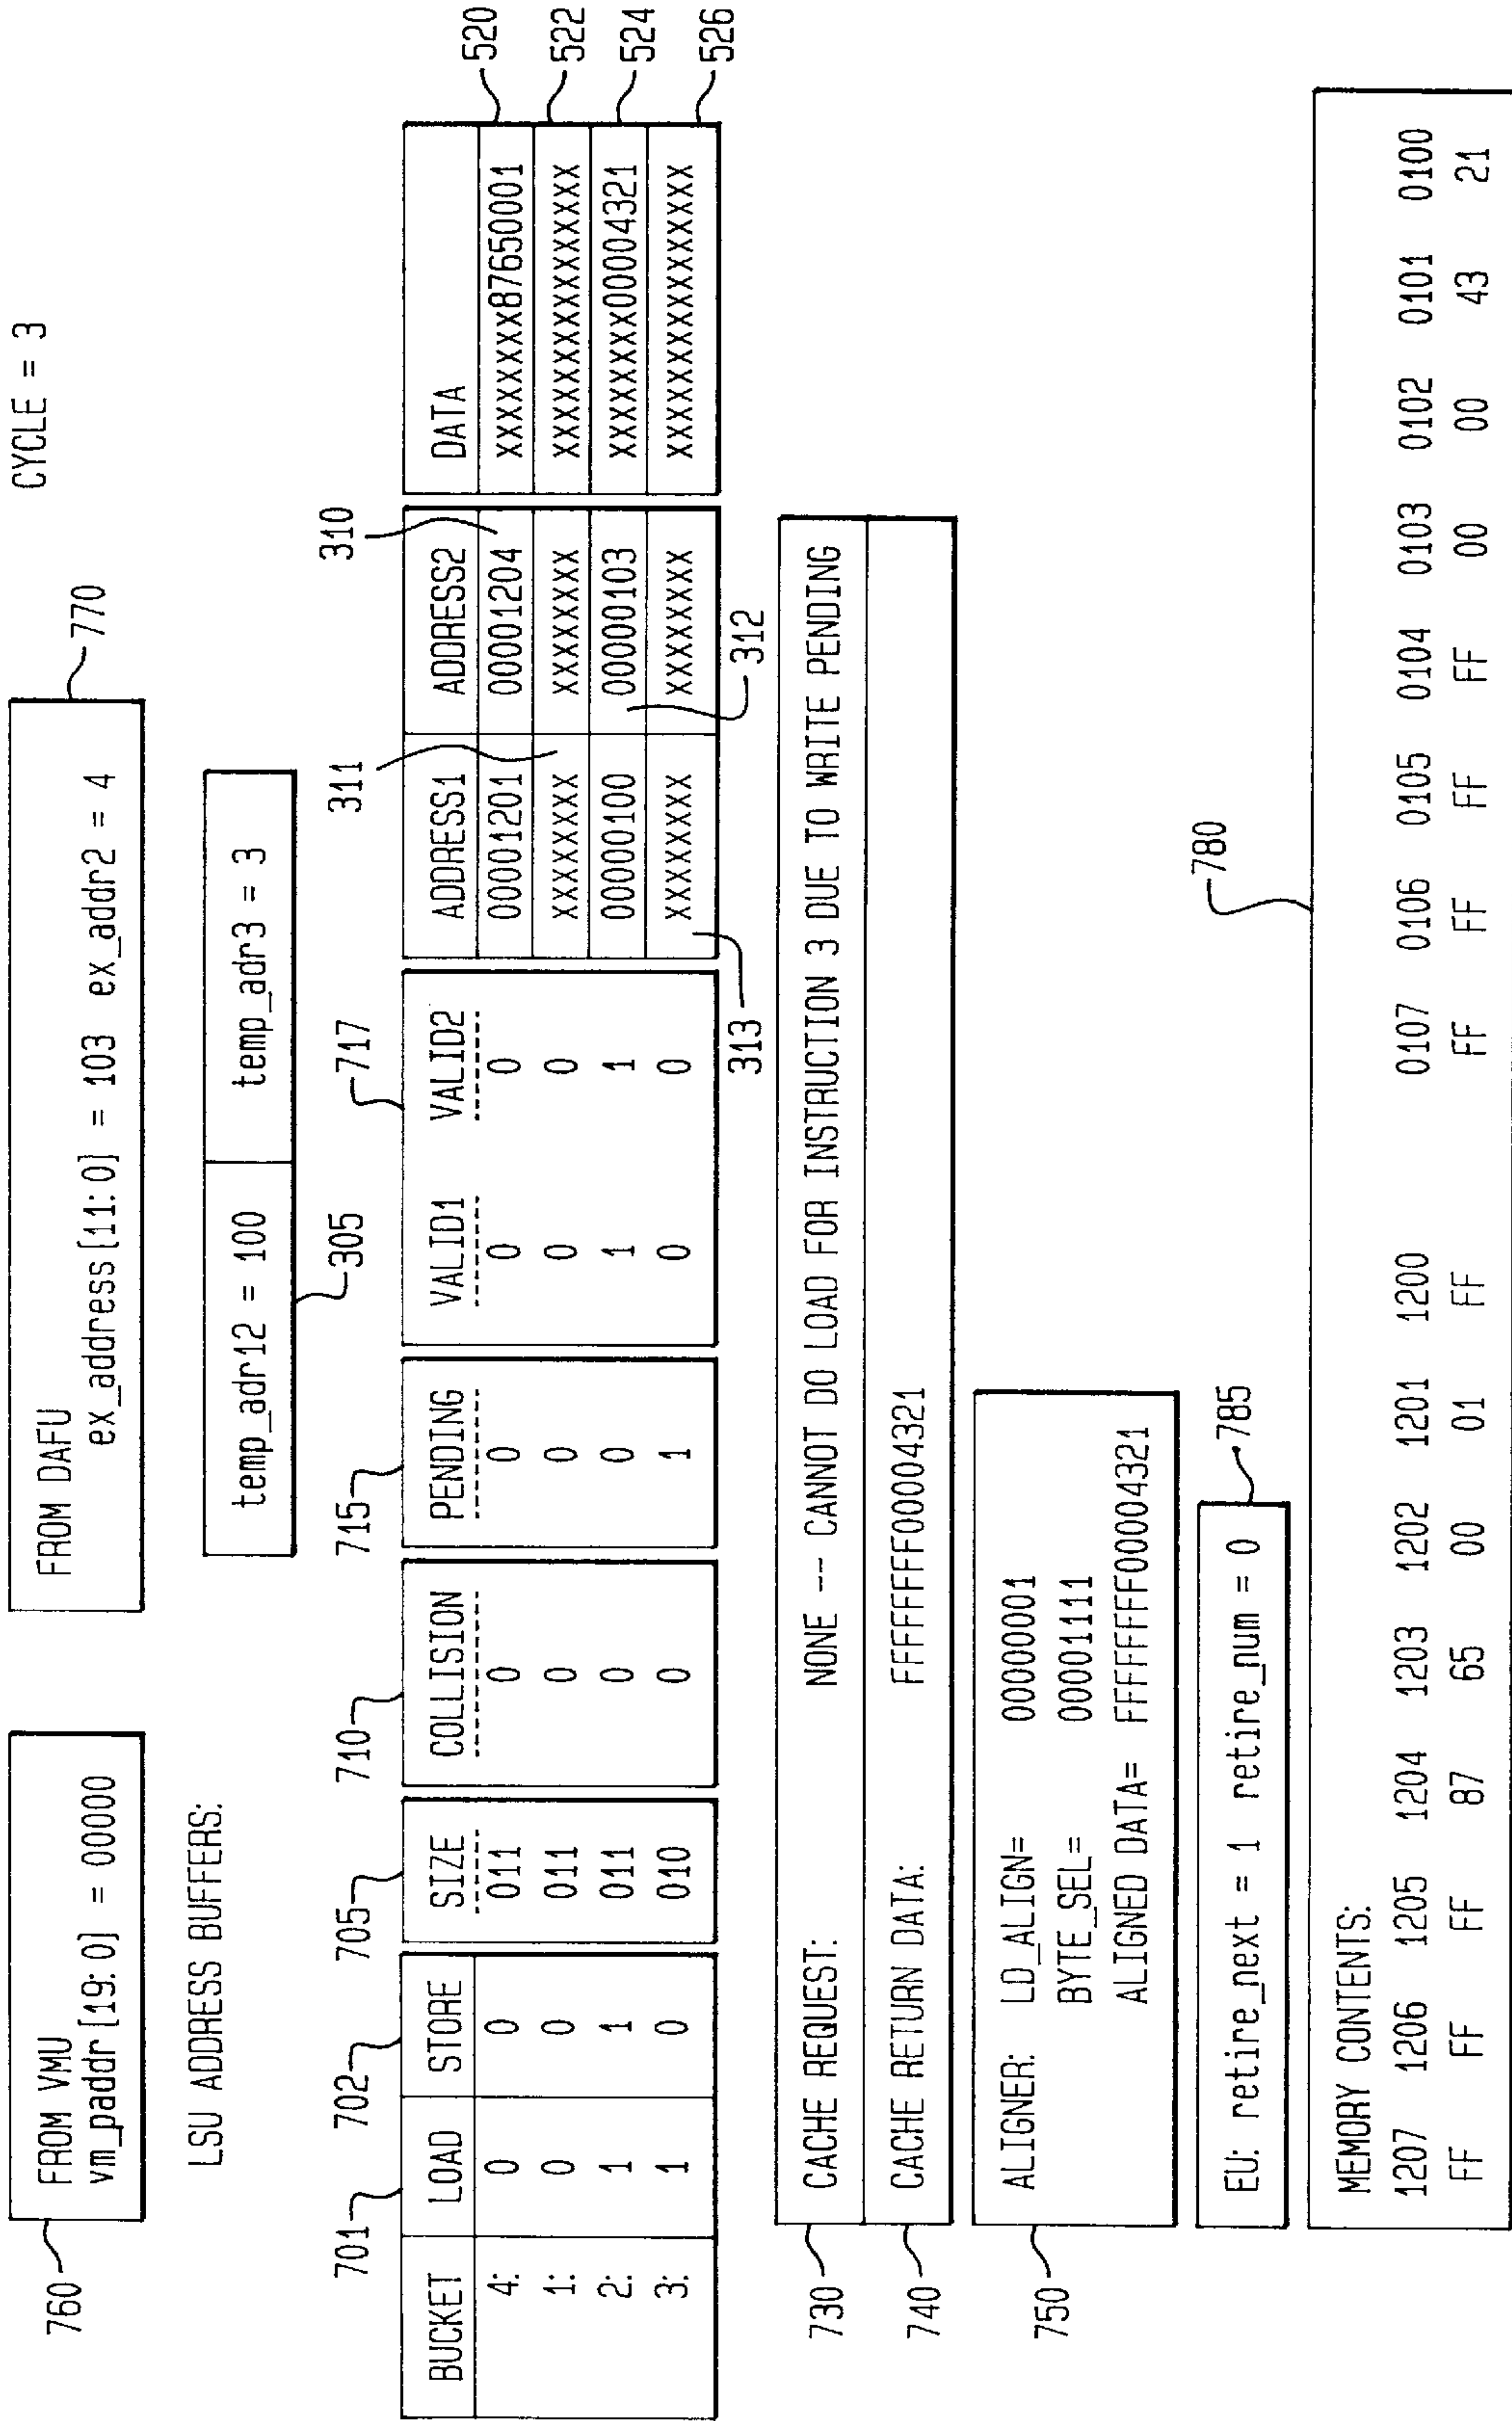 CYCLE = 3
FROM VMU
vm_paddr[19:0] = 00000
760
FROM DAFU
ex_address[11:0] = 103 ex_addr2 = 4
770
LSU ADDRESS BUFFERS:
temp_adr12 = 100 temp_adr3 = 3
305
701 702 705 710 715 717 311 310
BUCKET LOAD STORE SIZE COLLISION PENDING VALID1 VALID2 ADDRESS1 ADDRESS2 DATA
4: 0 0 011 0 0 0 0 00001201 00001204 XXXXXXXX87650001 520
1: 0 0 011 0 0 0 0 XXXXXXXX XXXXXXXX XXXXXXXXXXXXXXXX 522
2: 1 1 011 0 0 1 1 00000100 00000103 XXXXXXXX00004321 524
3: 1 0 010 0 1 0 0 XXXXXXXX XXXXXXXX XXXXXXXXXXXXXXXX 526
313 312
730 CACHE REQUEST: NONE -- CANNOT DO LOAD FOR INSTRUCTION 3 DUE TO WRITE PENDING
740 CACHE RETURN DATA: FFFFFFFF00004321
750 ALIGNER: LD_ALIGN= 00000001
BYTE_SEL= 00001111
ALIGNED DATA= FFFFFFFF00004321
EU: retire_next = 1 retire_num = 0 785
780
MEMORY CONTENTS:
1207 1206 1205 1204 1203 1202 1201 1200 0107 0106 0105 0104 0103 0102 0101 0100
FF FF FF 87 65 00 01 FF FF FF FF FF 00 00 43 21